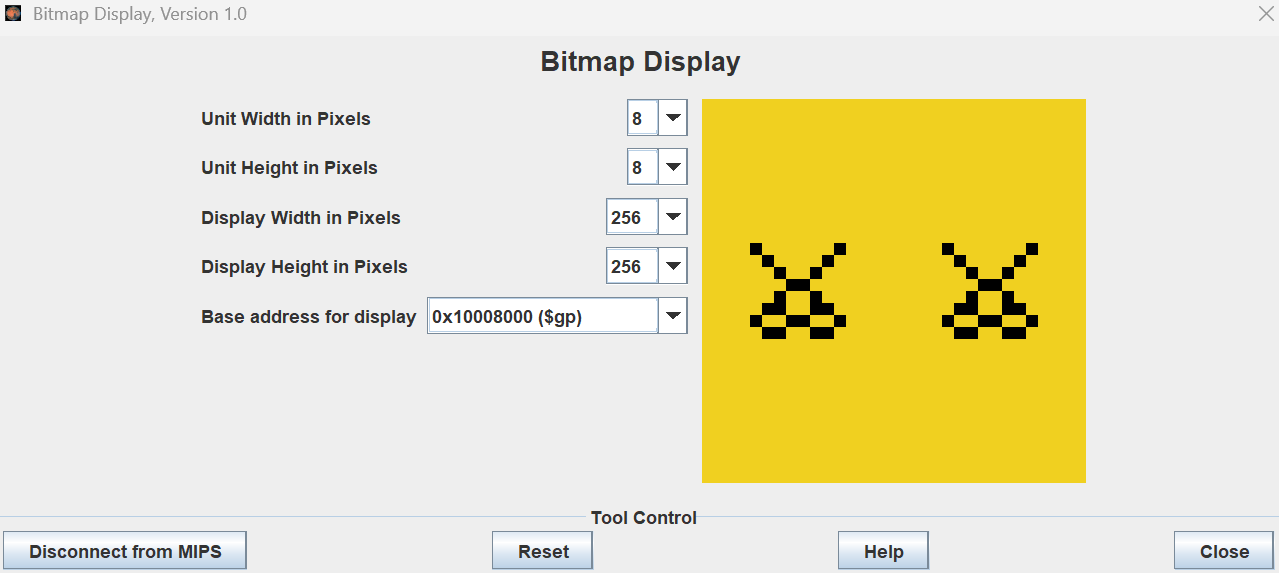 Bitmap Display, Version 1.0
Bitmap Display
Unit Width in Pixels 8
Unit Height in Pixels 8
Display Width in Pixels 256
Display Height in Pixels 256
Base address for display 0x10008000 ($gp)
Tool Control
Disconnect from MIPS Reset Help Close